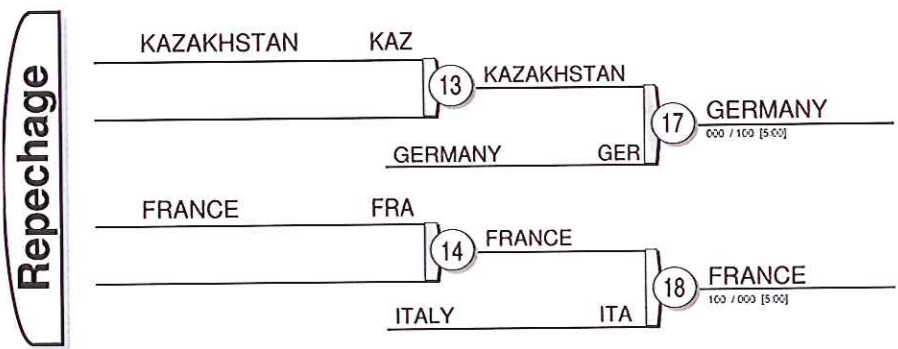 Repechage
KAZAKHSTAN KAZ
13
KAZAKHSTAN
GERMANY GER
17
GERMANY
000 / 100 [5:00]
FRANCE FRA
14
FRANCE
ITALY ITA
18
FRANCE
100 / 000 [5:00]